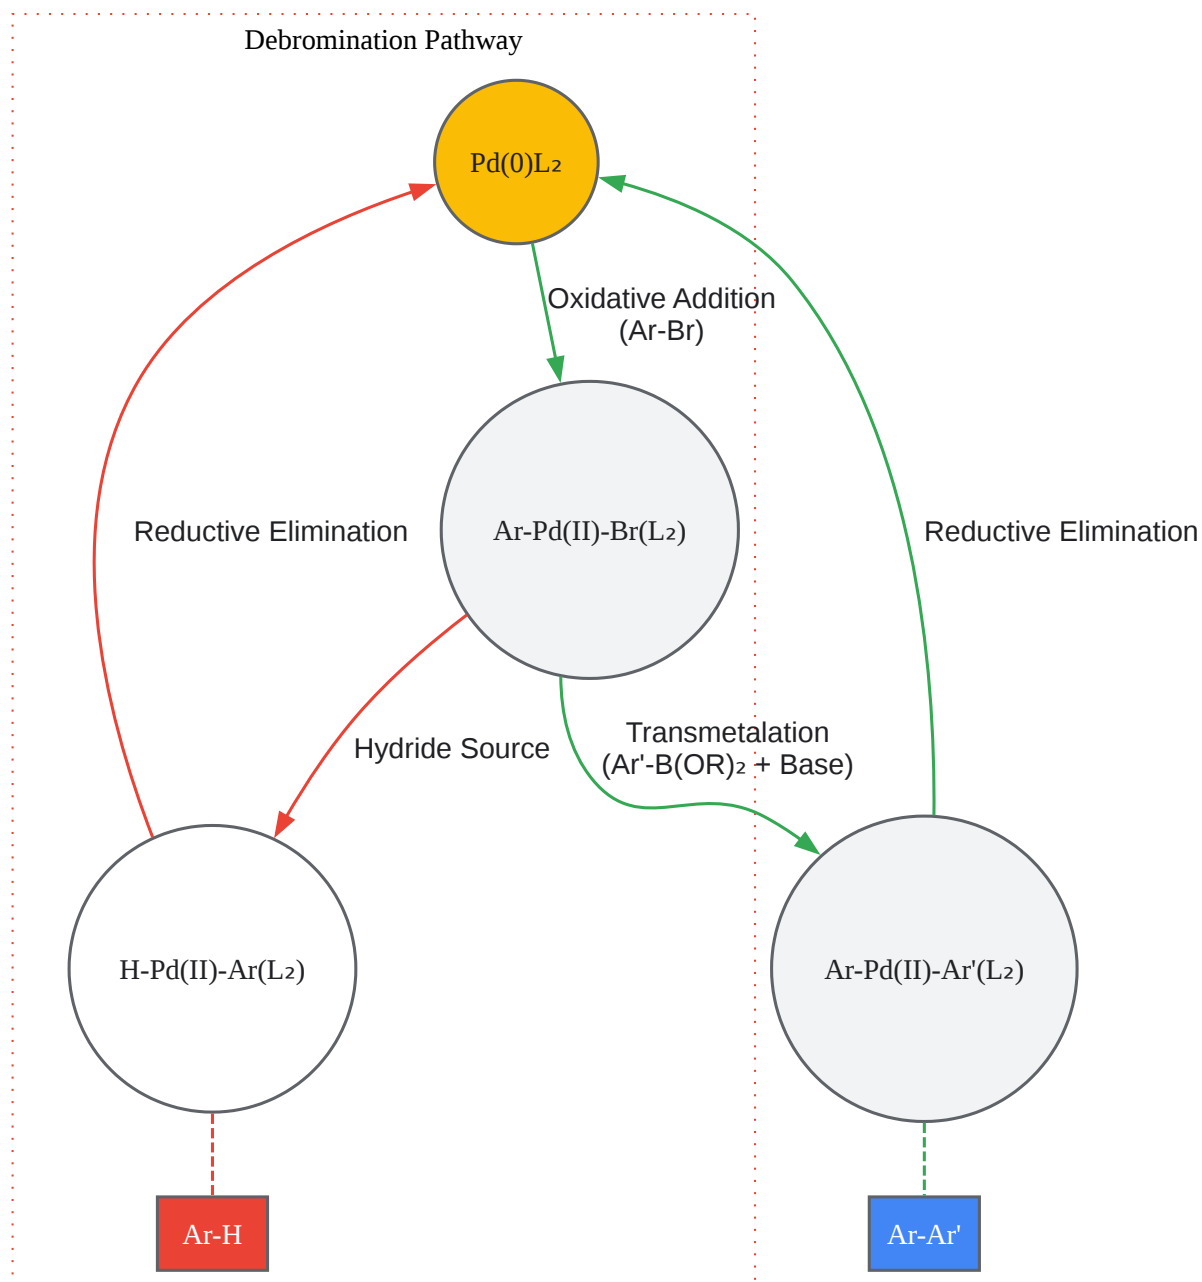 Debromination Pathway
Pd(0)L₂
Oxidative Addition
(Ar-Br)
Reductive Elimination
Ar-Pd(II)-Br(L₂)
Reductive Elimination
Hydride Source
Transmetalation
(Ar'-B(OR)₂ + Base)
H-Pd(II)-Ar(L₂)
Ar-Pd(II)-Ar'(L₂)
Ar-H
Ar-Ar'